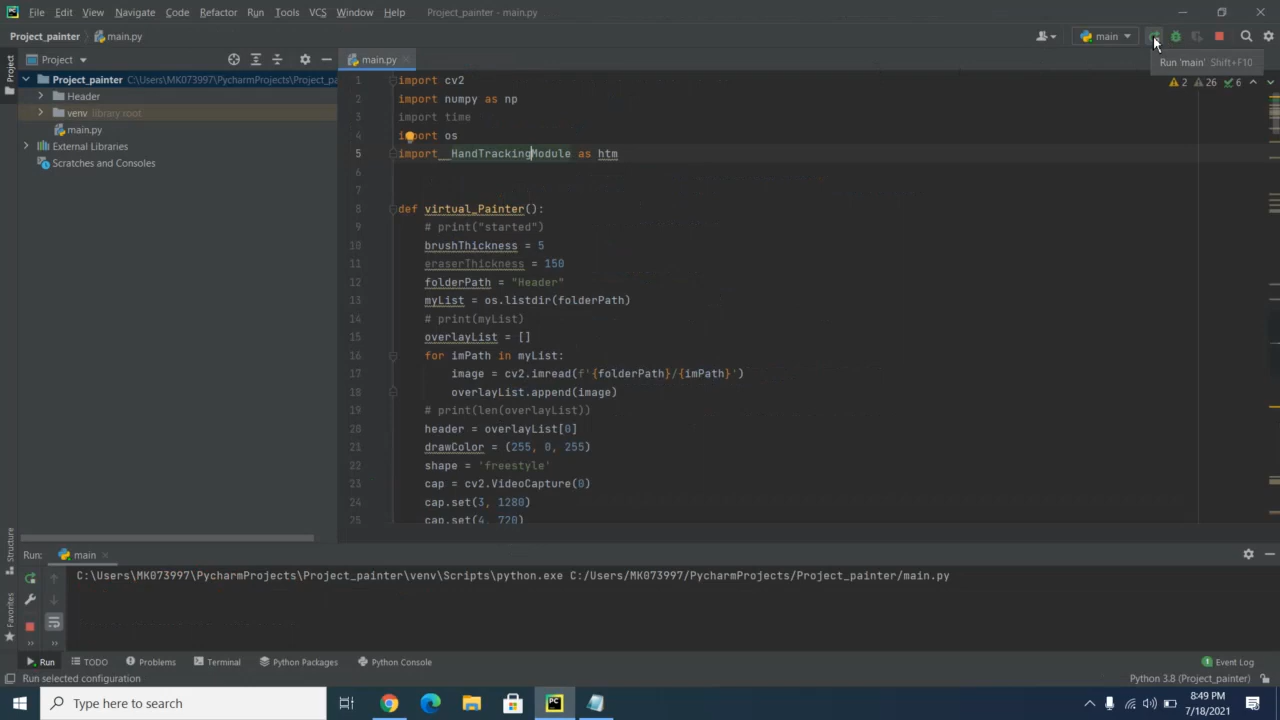 File Edit View Navigate Code Refactor Run Tools VCS Window Help Project_painter - main.py
Project_painter main.py main
Run 'main' Shift+F10
Project main.py
2 26 6
Project_painter C:\Users\MK073997\PycharmProjects\Project_pa
Header
venv library root
main.py
External Libraries
Scratches and Consoles
Project
Structure
Favorites
1 import cv2
2 import numpy as np
3 import time
4 import os
5 import HandTrackingModule as htm
6
7
8 def virtual_Painter():
9 # print("started")
10 brushThickness = 5
11 eraserThickness = 150
12 folderPath = "Header"
13 myList = os.listdir(folderPath)
14 # print(myList)
15 overlayList = []
16 for imPath in myList:
17 image = cv2.imread(f'{folderPath}/{imPath}')
18 overlayList.append(image)
19 # print(len(overlayList))
20 header = overlayList[0]
21 drawColor = (255, 0, 255)
22 shape = 'freestyle'
23 cap = cv2.VideoCapture(0)
24 cap.set(3, 1280)
25 cap.set(4, 720)
Run: main
C:\Users\MK073997\PycharmProjects\Project_painter\venv\Scripts\python.exe C:/Users/MK073997/PycharmProjects/Project_painter/main.py
Run TODO Problems Terminal Python Packages Python Console 1 Event Log
Run selected configuration Python 3.8 (Project_painter)
Type here to search
PC
8:49 PM
7/18/2021